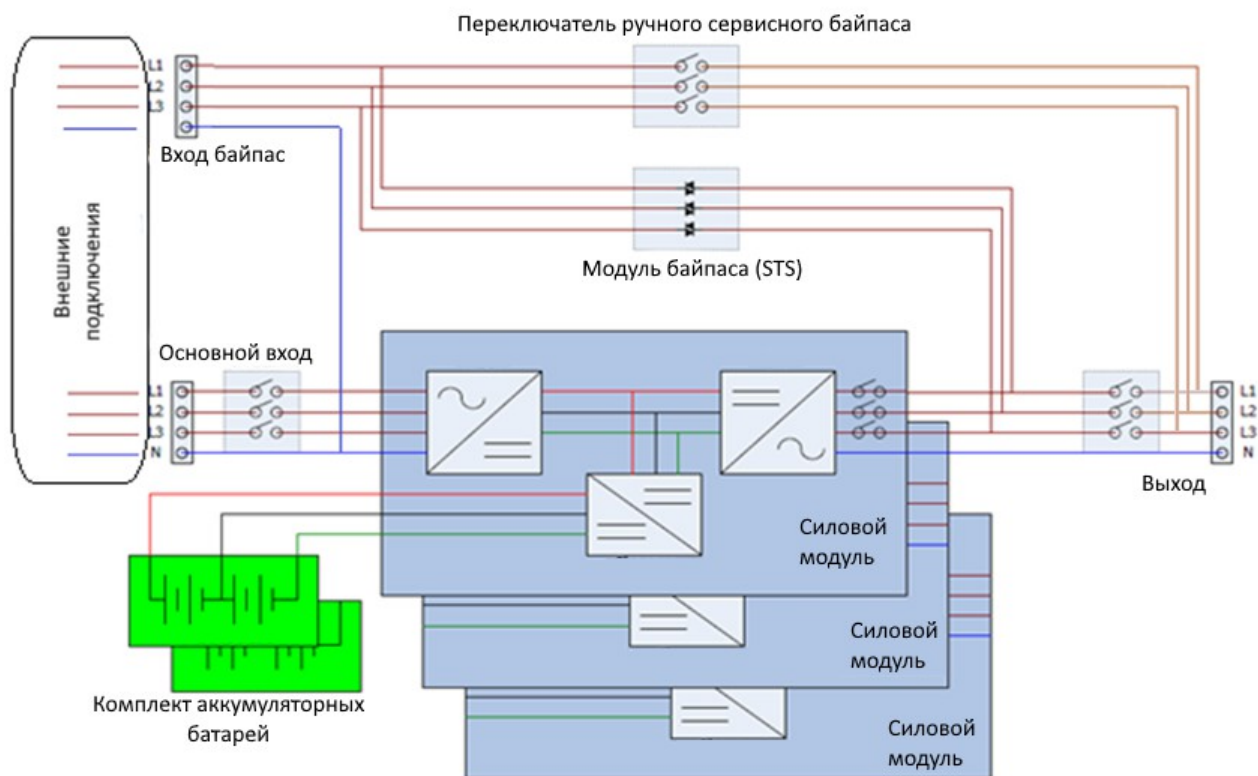 Переключатель ручного сервисного байпаса
L1
L2
L3
Вход байпас
Внешние
подключения
Модуль байпаса (STS)
Основной вход
L1
L2
L3
N
L1
L2
L3
N
Выход
Силовой
модуль
Силовой
модуль
Силовой
модуль
Комплект аккумуляторных
батарей